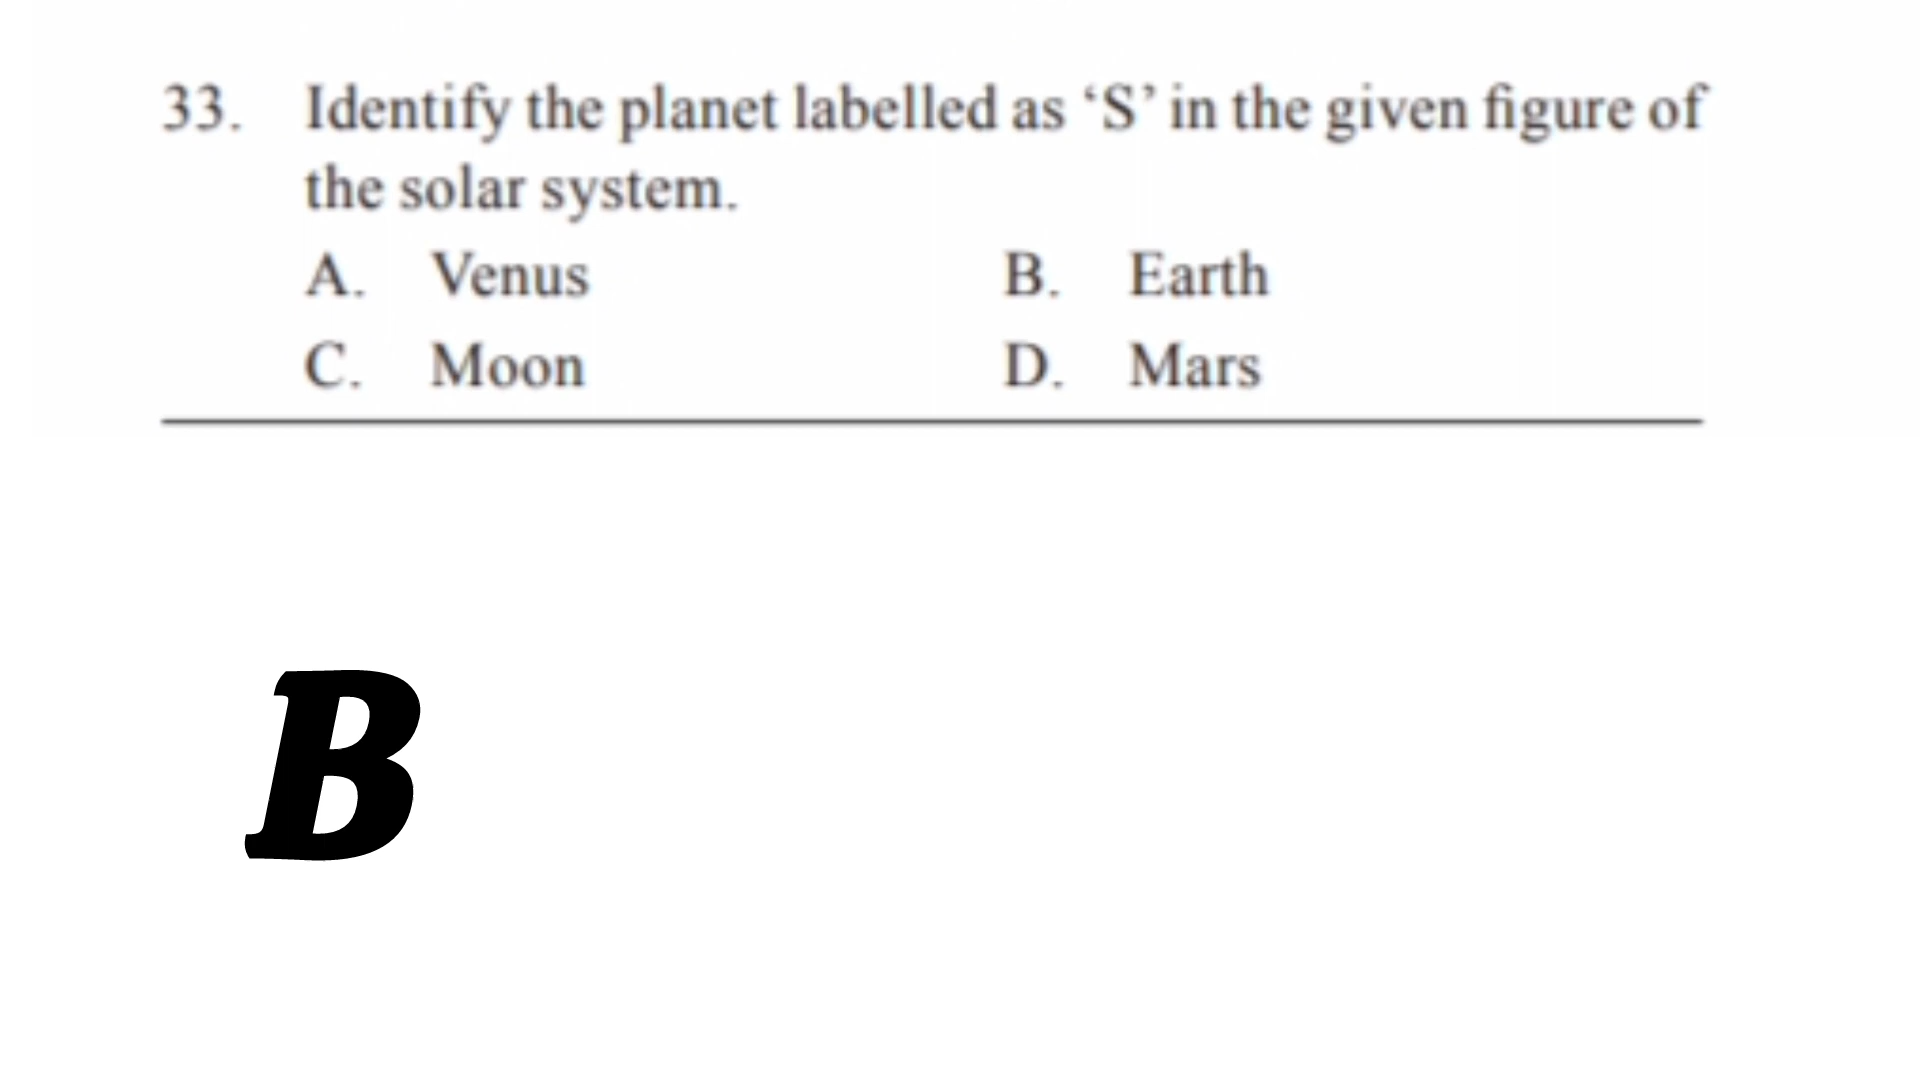 33. Identify the planet labelled as ‘S’ in the given figure of
the solar system.
A. Venus B. Earth
C. Moon D. Mars
B